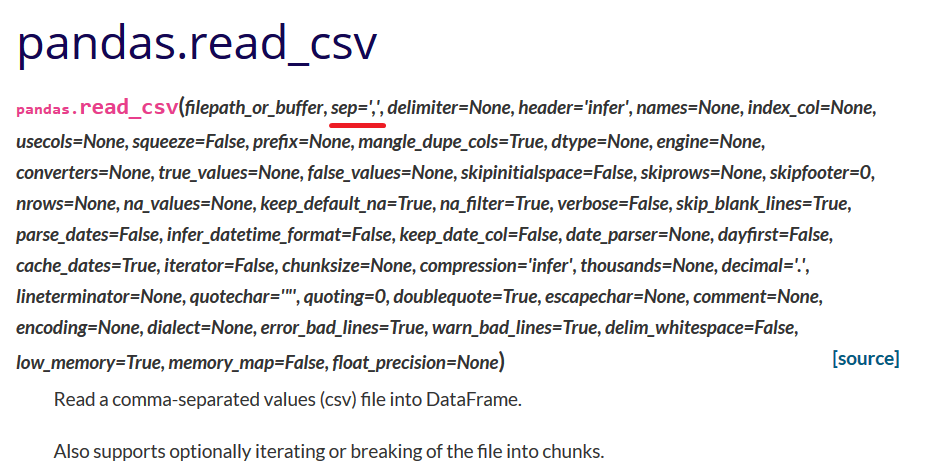 pandas.read_csv
pandas.read_csv(filepath_or_buffer, sep=',', delimiter=None, header='infer', names=None, index_col=None,
usecols=None, squeeze=False, prefix=None, mangle_dupe_cols=True, dtype=None, engine=None,
converters=None, true_values=None, false_values=None, skipinitialspace=False, skiprows=None, skipfooter=0,
nrows=None, na_values=None, keep_default_na=True, na_filter=True, verbose=False, skip_blank_lines=True,
parse_dates=False, infer_datetime_format=False, keep_date_col=False, date_parser=None, dayfirst=False,
cache_dates=True, iterator=False, chunksize=None, compression='infer', thousands=None, decimal='.',
lineterminator=None, quotechar='"', quoting=0, doublequote=True, escapechar=None, comment=None,
encoding=None, dialect=None, error_bad_lines=True, warn_bad_lines=True, delim_whitespace=False,
low_memory=True, memory_map=False, float_precision=None) [source]
Read a comma-separated values (csv) file into DataFrame.
Also supports optionally iterating or breaking of the file into chunks.